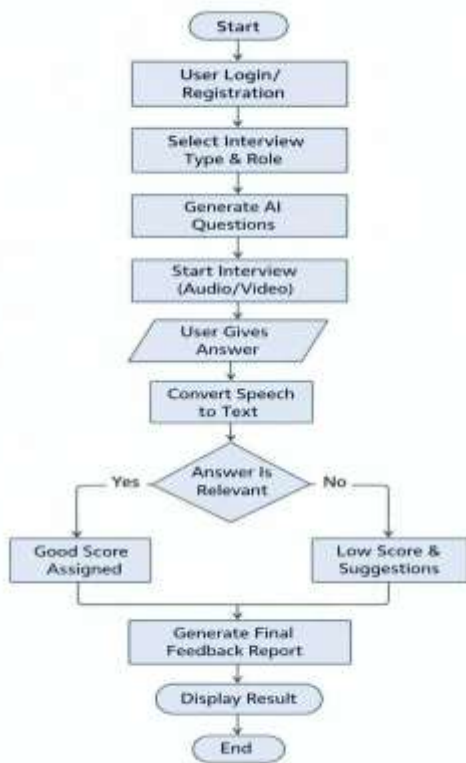 Start
User Login/
Registration
Select Interview
Type & Role
Generate AI
Questions
Start Interview
(Audio/Video)
User Gives
Answer
Convert Speech
to Text
Answer Is
Relevant
Yes
No
Good Score
Assigned
Low Score &
Suggestions
Generate Final
Feedback Report
Display Result
End